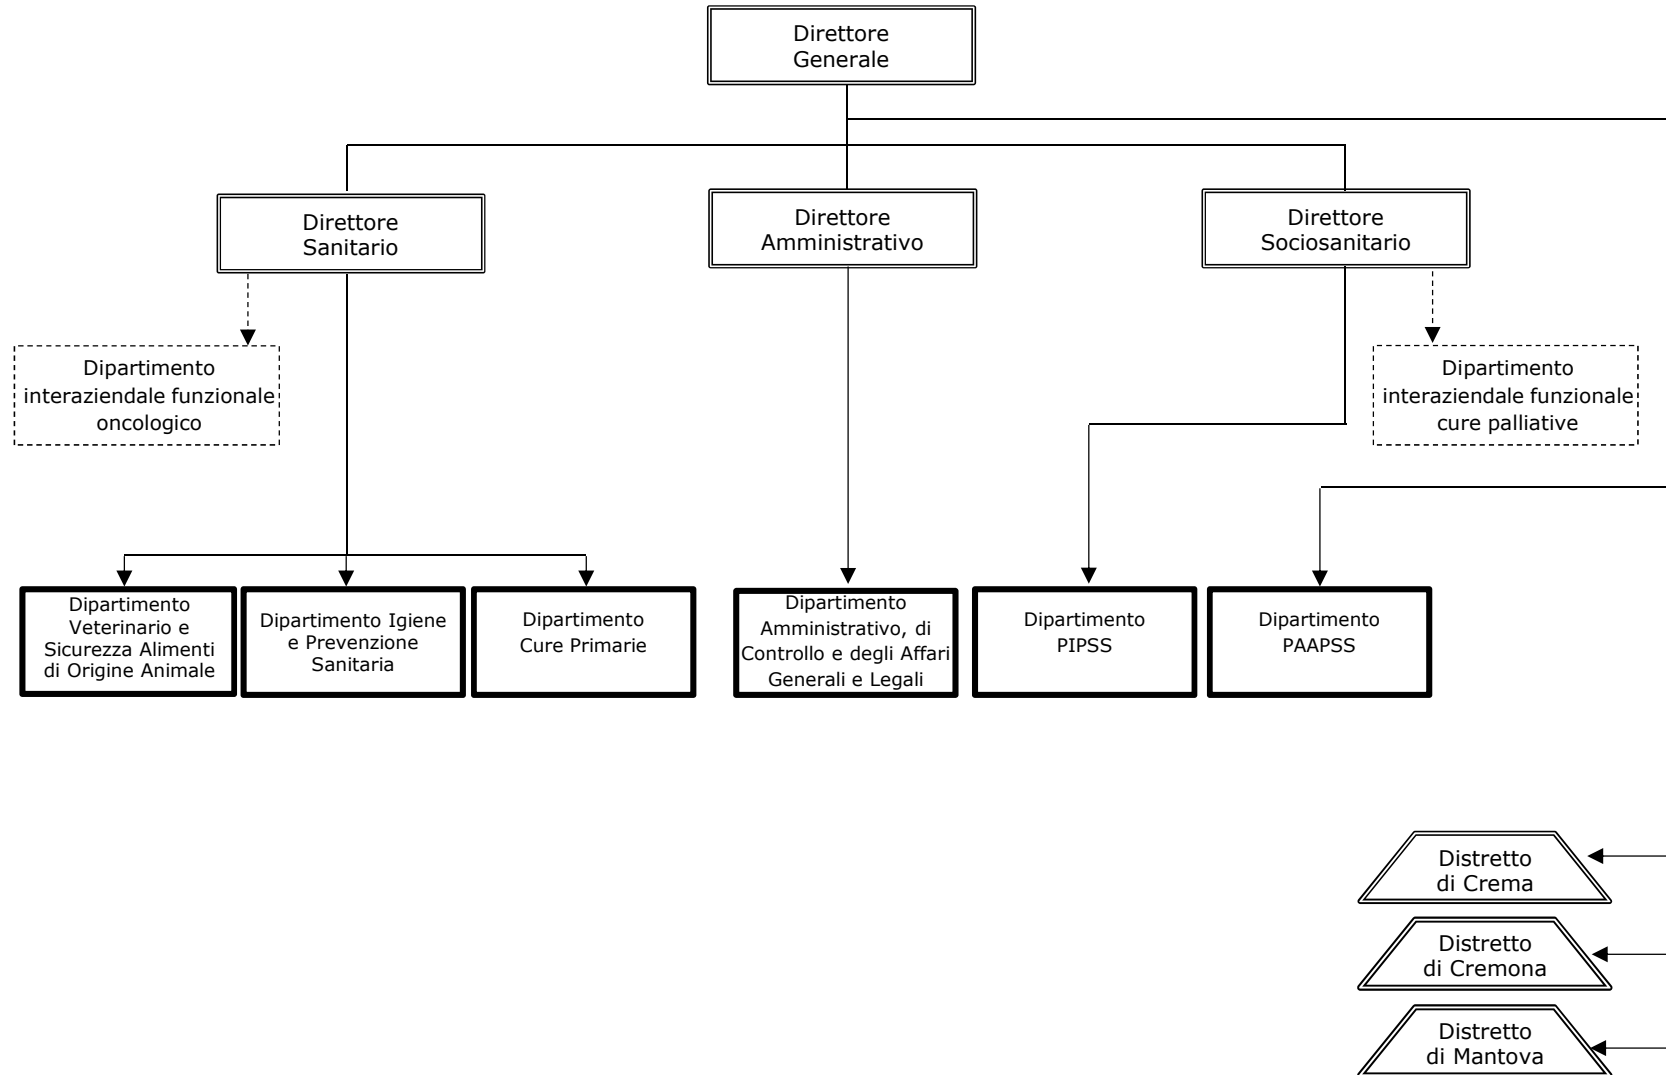 Direttore
Generale
Direttore
Sanitario
Direttore
Amministrativo
Direttore
Sociosanitario
Dipartimento
interaziendale funzionale
oncologico
Dipartimento
interaziendale funzionale
cure palliative
Dipartimento
Veterinario e
Sicurezza Alimenti
di Origine Animale
Dipartimento Igiene
e Prevenzione
Sanitaria
Dipartimento
Cure Primarie
Dipartimento
Amministrativo, di
Controllo e degli Affari
Generali e Legali
Dipartimento
PIPSS
Dipartimento
PAAPSS
Distretto
di Crema
Distretto
di Cremona
Distretto
di Mantova